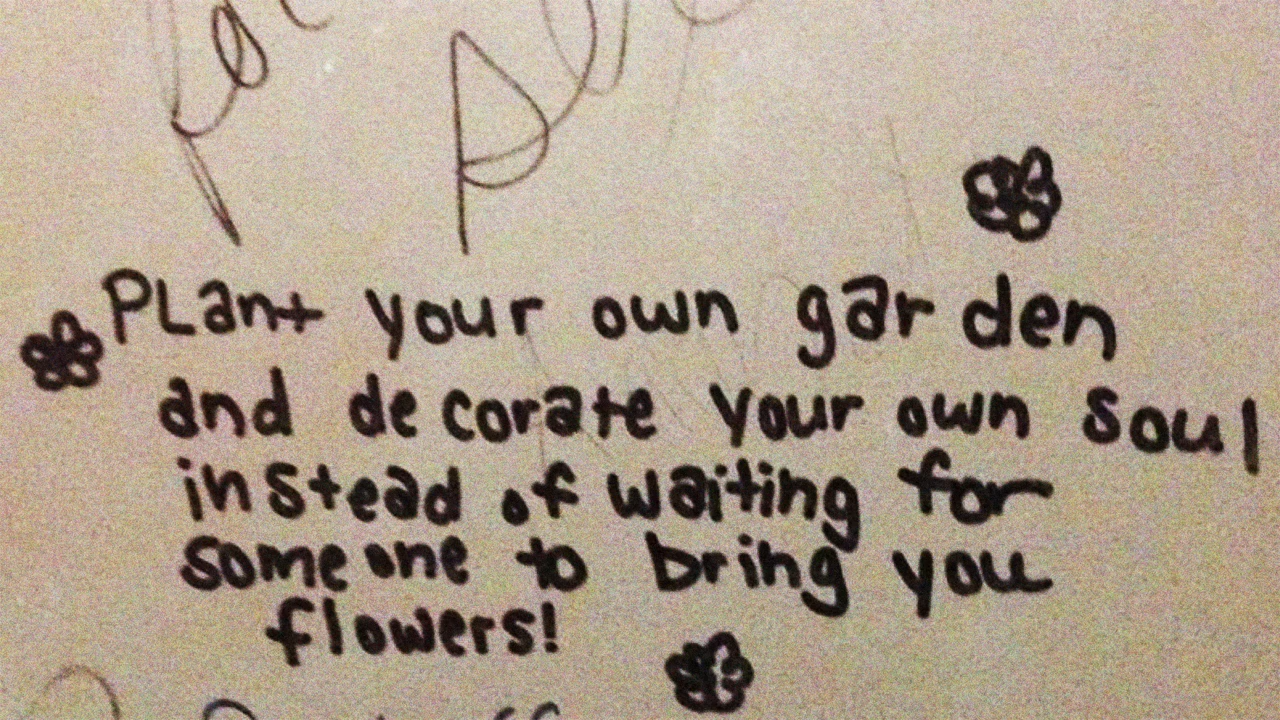 PLant your own garden
and decorate your own soul
instead of waiting for
someone to bring you
flowers!